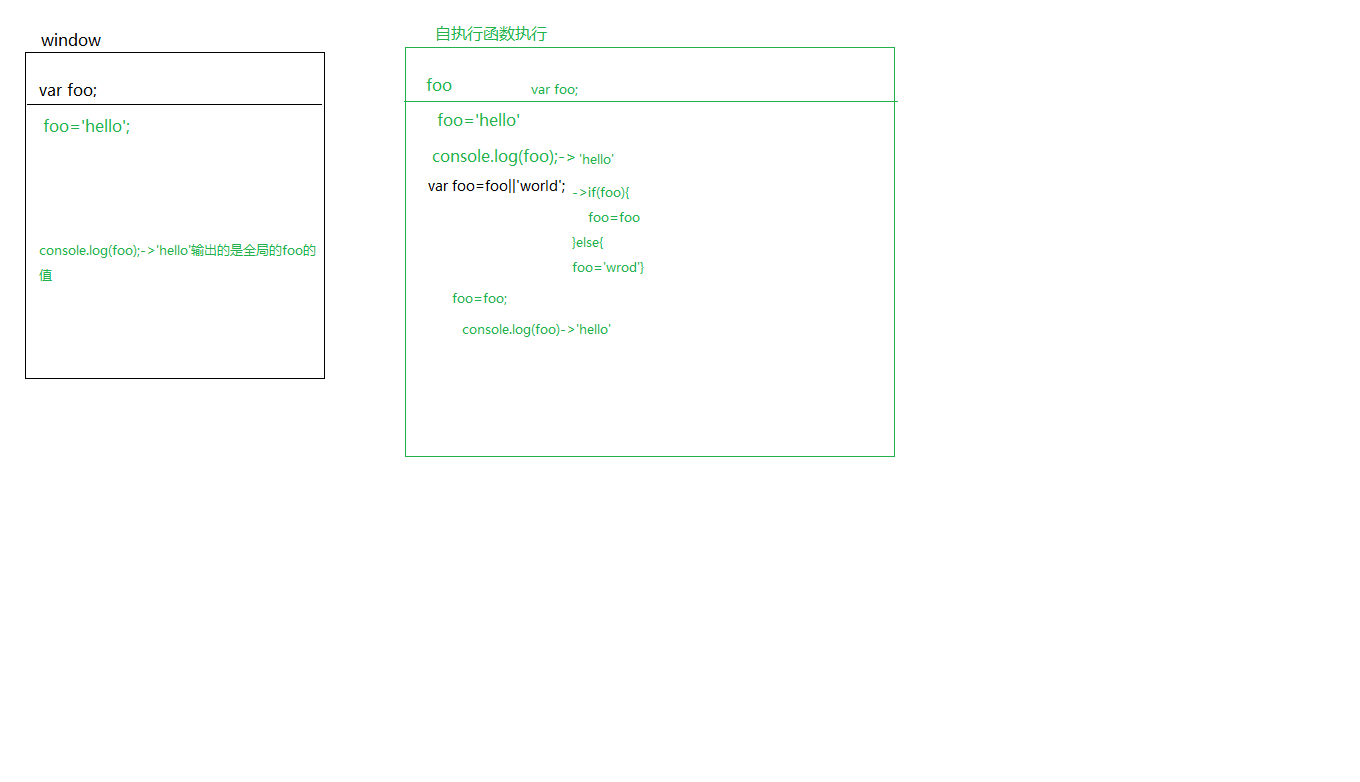 window
var foo;
foo='hello';
console.log(foo);->'hello'输出的是全局的foo的
值
自执行函数执行
foo var foo;
foo='hello'
console.log(foo);-> 'hello'
var foo=foo||'world'; ->if(foo){
foo=foo
}else{
foo='wrod'}
foo=foo;
console.log(foo)->'hello'